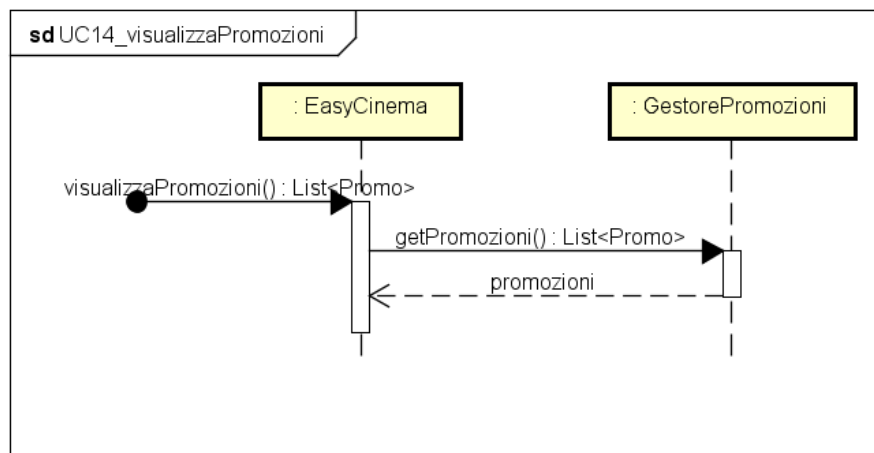 sd UC14_visualizzaPromozioni
: EasyCinema
: GestorePromozioni
visualizzaPromozioni() : List<Promo>
getPromozioni() : List<Promo>
promozioni